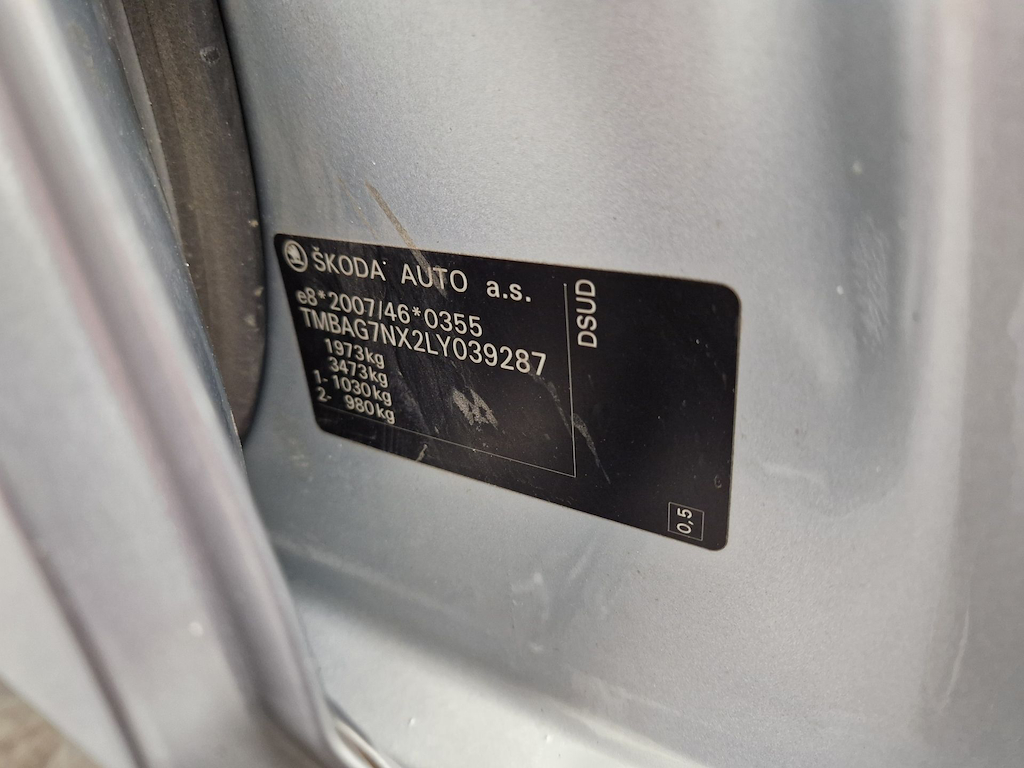 ŠKODA AUTO a.s.
e8*2007/46*0355
TMBAG7NX2LY039287
1973kg
3473kg
1- 1030kg
2- 980kg
DSUD
0,5